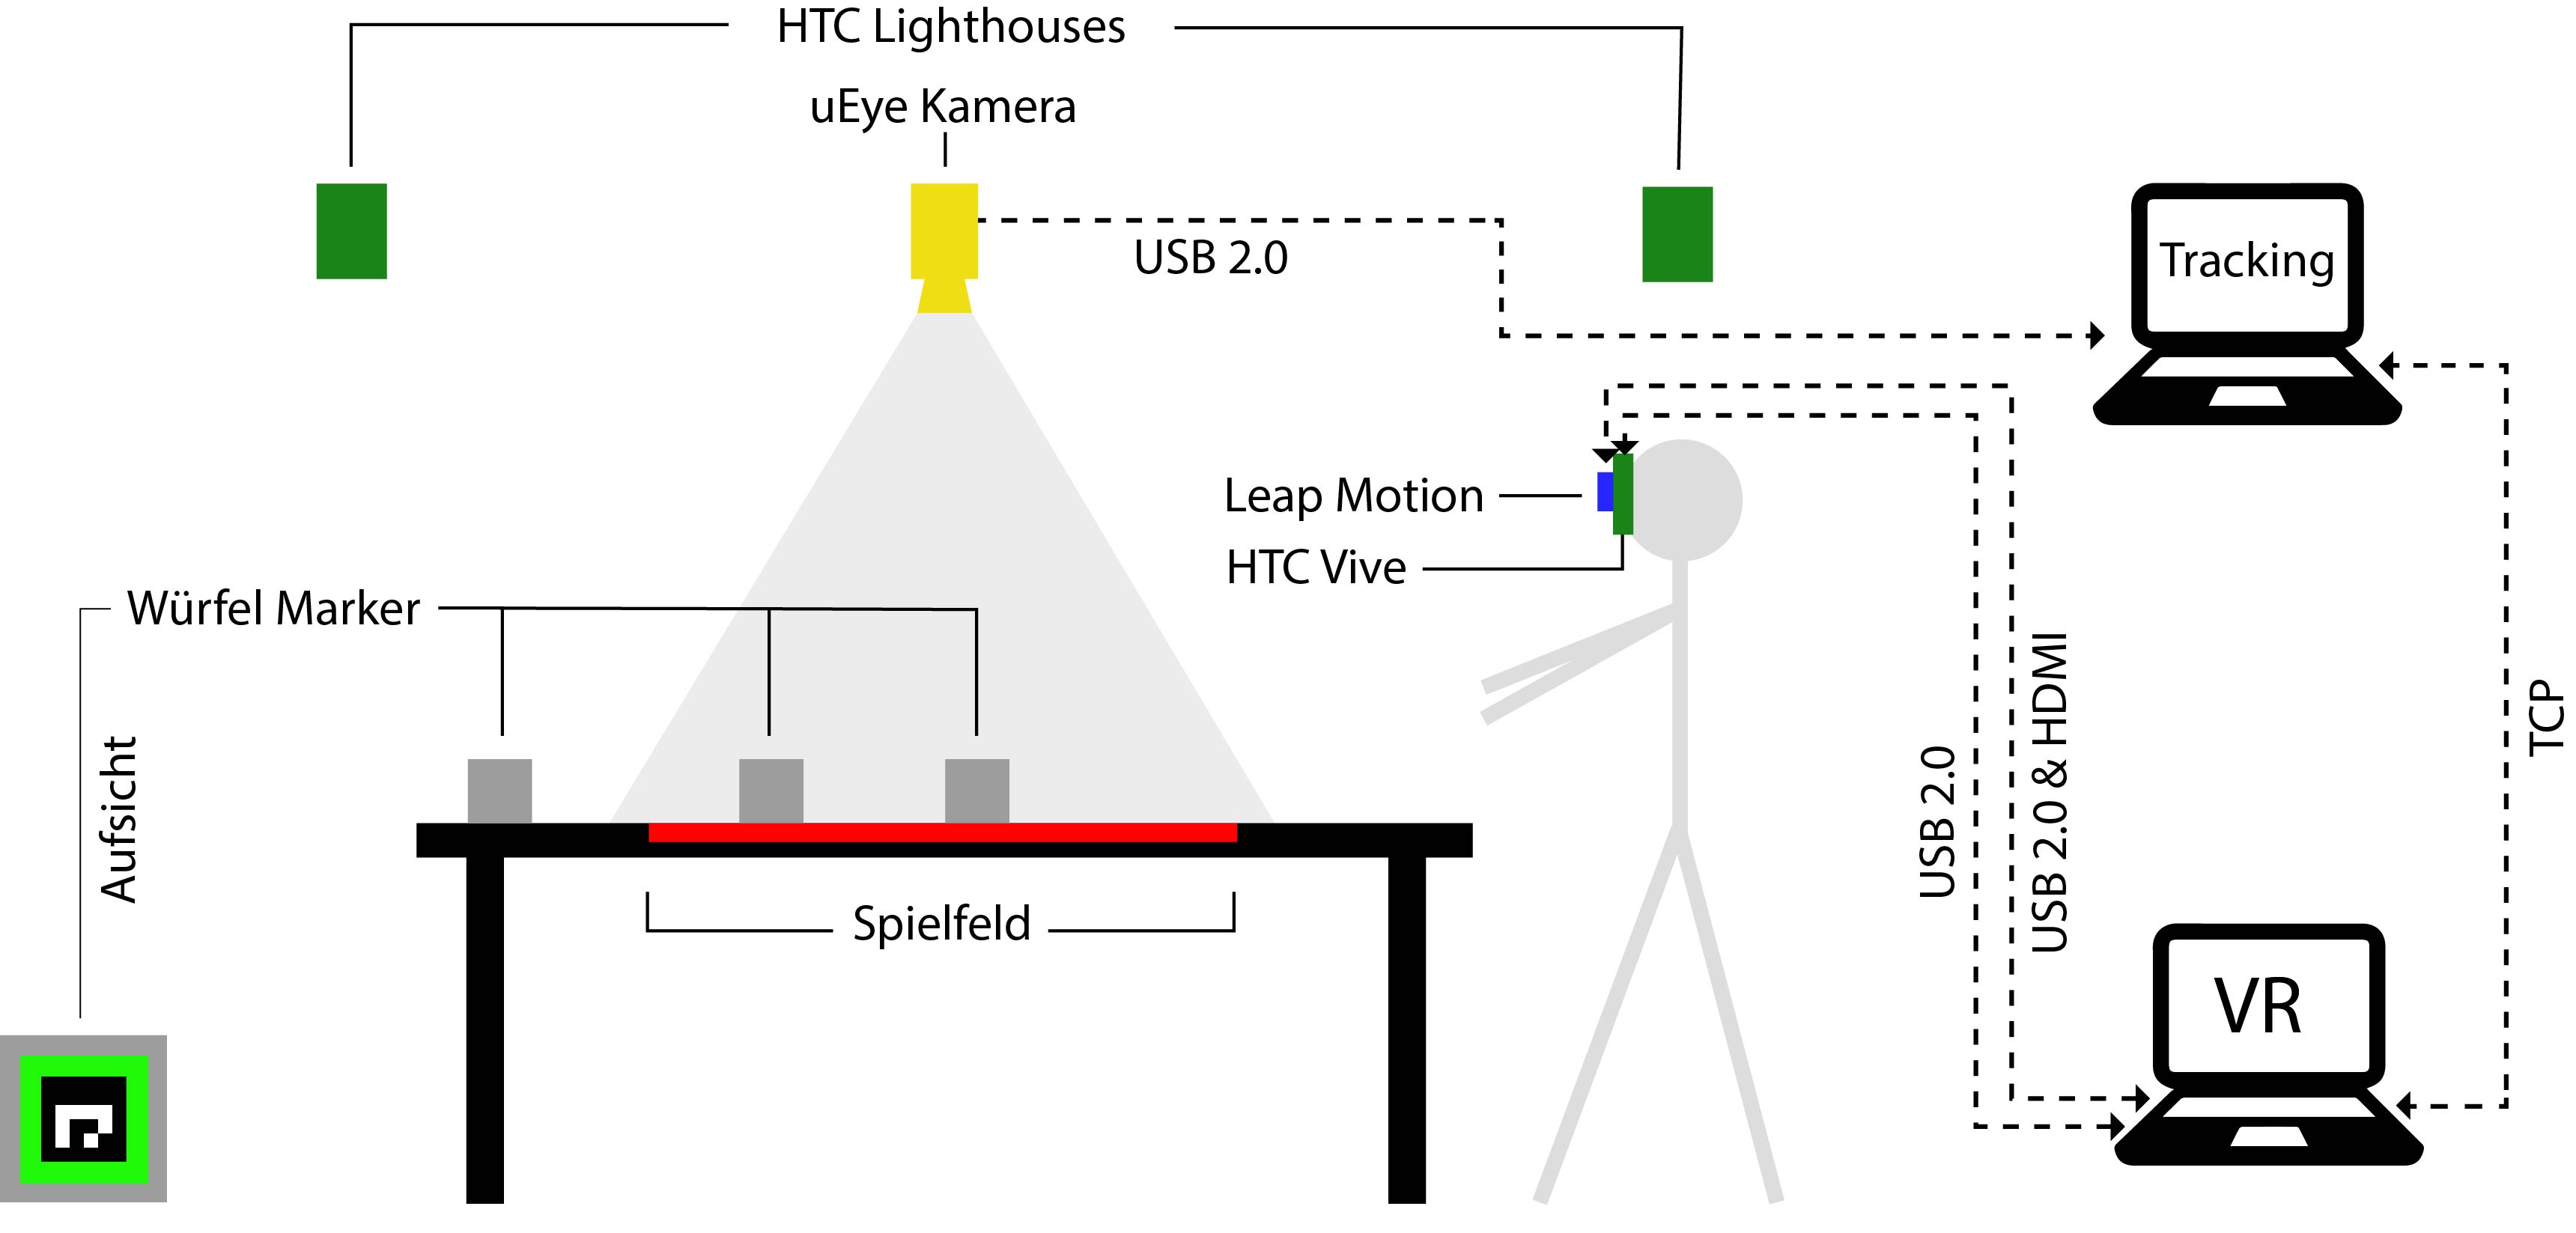 HTC Lighthouses
uEye Kamera
USB 2.0
Tracking
Leap Motion
HTC Vive
Würfel Marker
Aufsicht
Spielfeld
USB 2.0
USB 2.0 & HDMI
TCP
VR